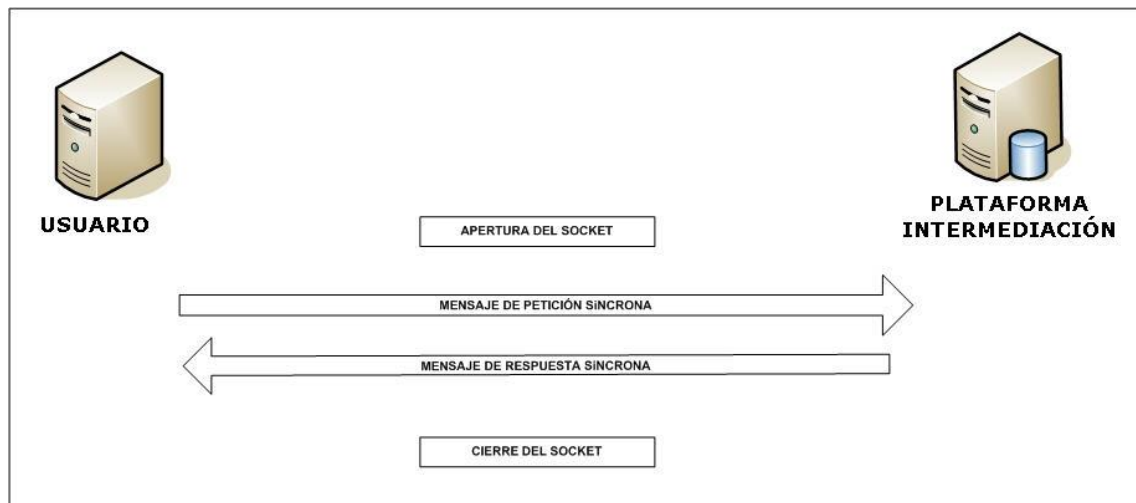 USUARIO
PLATAFORMA
INTERMEDIACIÓN
APERTURA DEL SOCKET
MENSAJE DE PETICIÓN SíNCRONA
MENSAJE DE RESPUESTA SíNCRONA
CIERRE DEL SOCKET